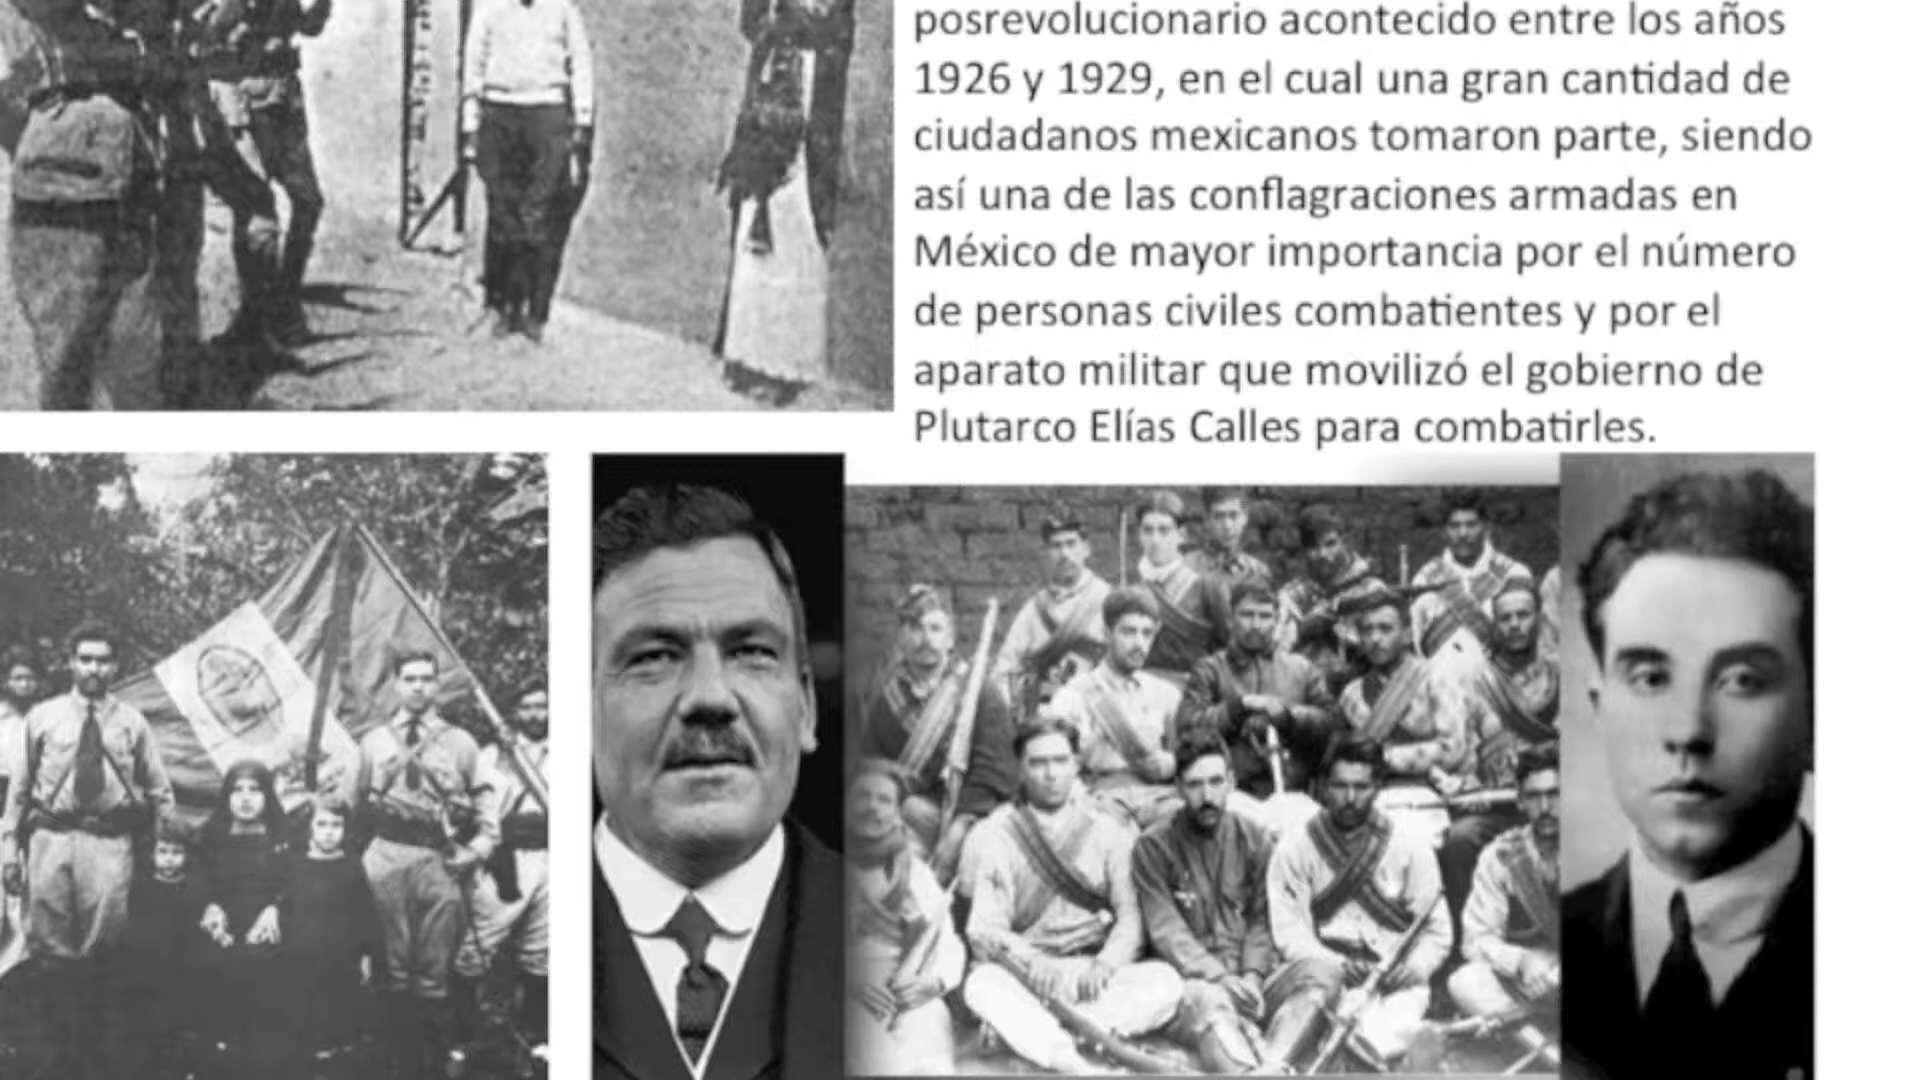 posrevolucionario acontecido entre los años
1926 y 1929, en el cual una gran cantidad de
ciudadanos mexicanos tomaron parte, siendo
así una de las conflagraciones armadas en
México de mayor importancia por el número
de personas civiles combatientes y por el
aparato militar que movilizó el gobierno de
Plutarco Elías Calles para combatirles.